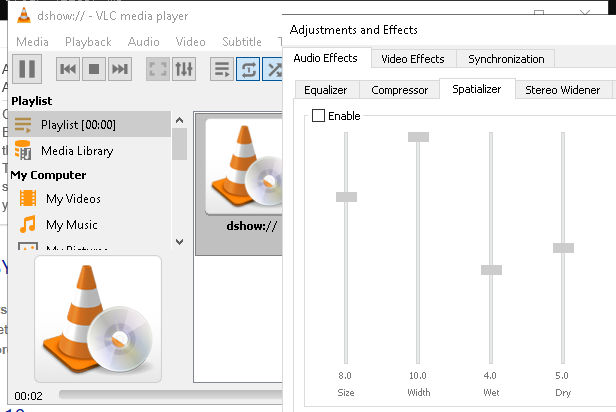 dshow:// - VLC media player
Media Playback Audio Video Subtitle
Playlist
Playlist [00:00]
Media Library
My Computer
My Videos
My Music
My Pictures
dshow://
00:02
Adjustments and Effects
Audio Effects Video Effects Synchronization
Equalizer Compressor Spatializer Stereo Widener
Enable
8.0 10.0 4.0 5.0
Size Width Wet Dry